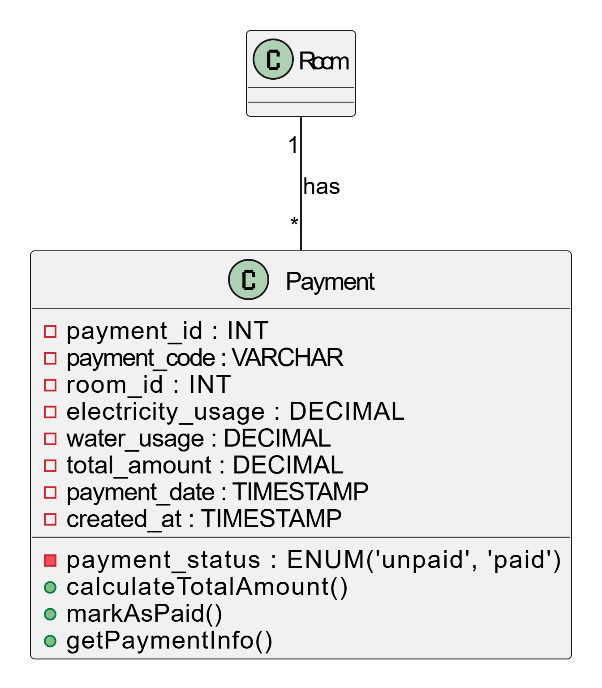 C Room
1
has
*
C Payment
payment_id : INT
payment_code : VARCHAR
room_id : INT
electricity_usage : DECIMAL
water_usage : DECIMAL
total_amount : DECIMAL
payment_date : TIMESTAMP
created_at : TIMESTAMP
payment_status : ENUM('unpaid', 'paid')
calculateTotalAmount()
markAsPaid()
getPaymentInfo()